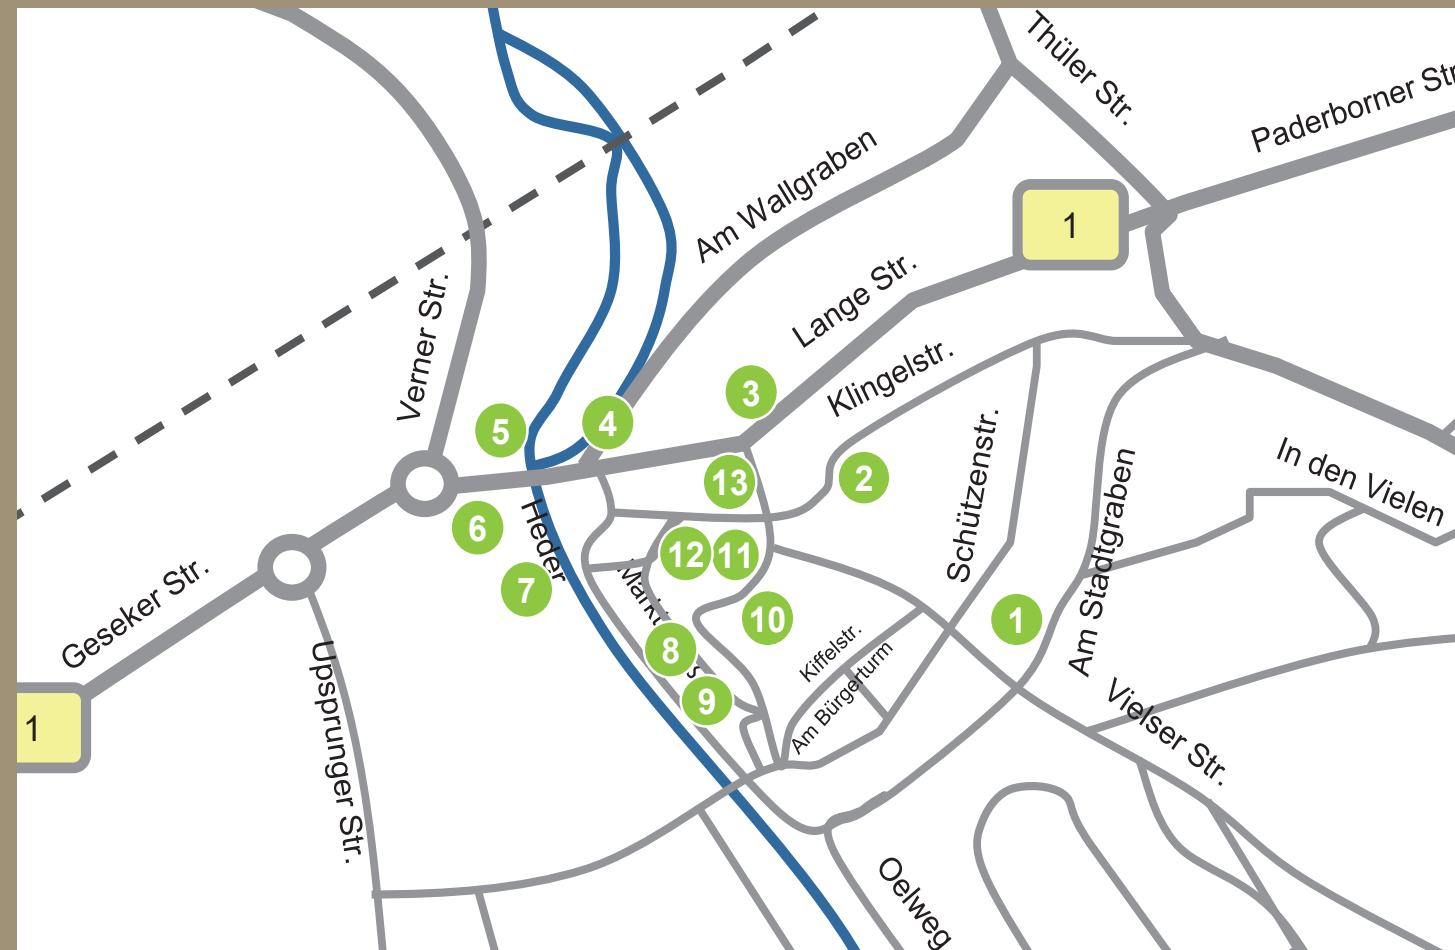 Thüler Str.
Paderborner Str
Am Wallgraben
1
Lange Str.
Verner Str.
Klingelstr.
3
4
5
Schützenstr.
Am Stadtgraben
In den Vielen
13
2
6
Heder
12
11
7
Geseker Str.
10
1
8
Kiffelstr.
Am Bürgerturm
9
Upsprunger Str.
1
Vielser Str.
Oelweg